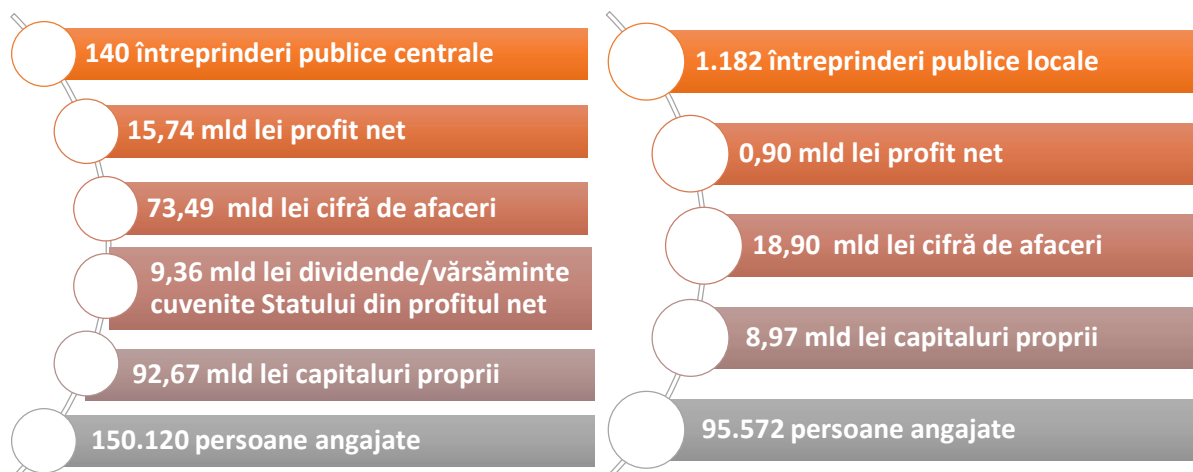 140 întreprinderi publice centrale
15,74 mld lei profit net
73,49 mld lei cifră de afaceri
9,36 mld lei dividende/vărsăminte
cuvenite Statului din profitul net
92,67 mld lei capitaluri proprii
150.120 persoane angajate
1.182 întreprinderi publice locale
0,90 mld lei profit net
18,90 mld lei cifră de afaceri
8,97 mld lei capitaluri proprii
95.572 persoane angajate